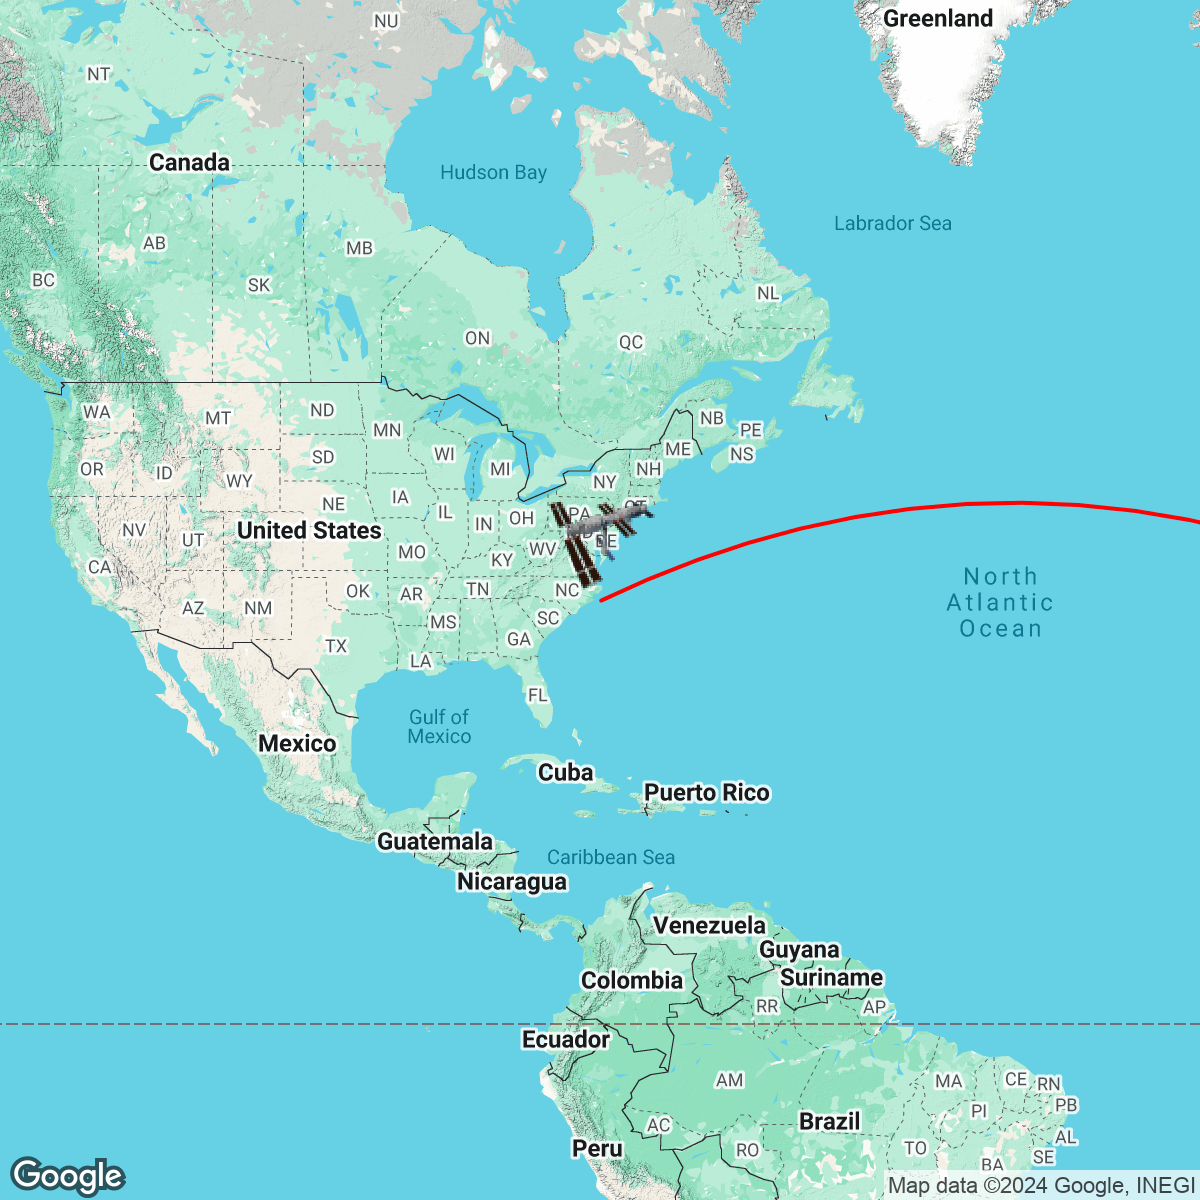 Greenland
NU
NT
Canada
Hudson Bay
Labrador Sea
AB
MB
BC
SK
NL
ON
QC
WA
MT
ND
MN
NB
PE
OR
ID
SD
WI
MI
ME
NS
WY
NY
NH
NE
IA
IL
IN
OH
PA
CT
NV
United States
UT
CA
MO
KY
WV
DE
AZ
NM
OK
AR
TN
NC
North
Atlantic
Ocean
TX
MS
SC
GA
LA
FL
Gulf of
Mexico
Mexico
Cuba
Puerto Rico
Guatemala
Caribbean Sea
Nicaragua
Venezuela
Guyana
Colombia
Suriname
RR
AP
Ecuador
AM
MA
CE
RN
PI
PB
AC
Brazil
AL
Peru
RO
TO
SE
BA
Google
Map data ©2024 Google, INEGI